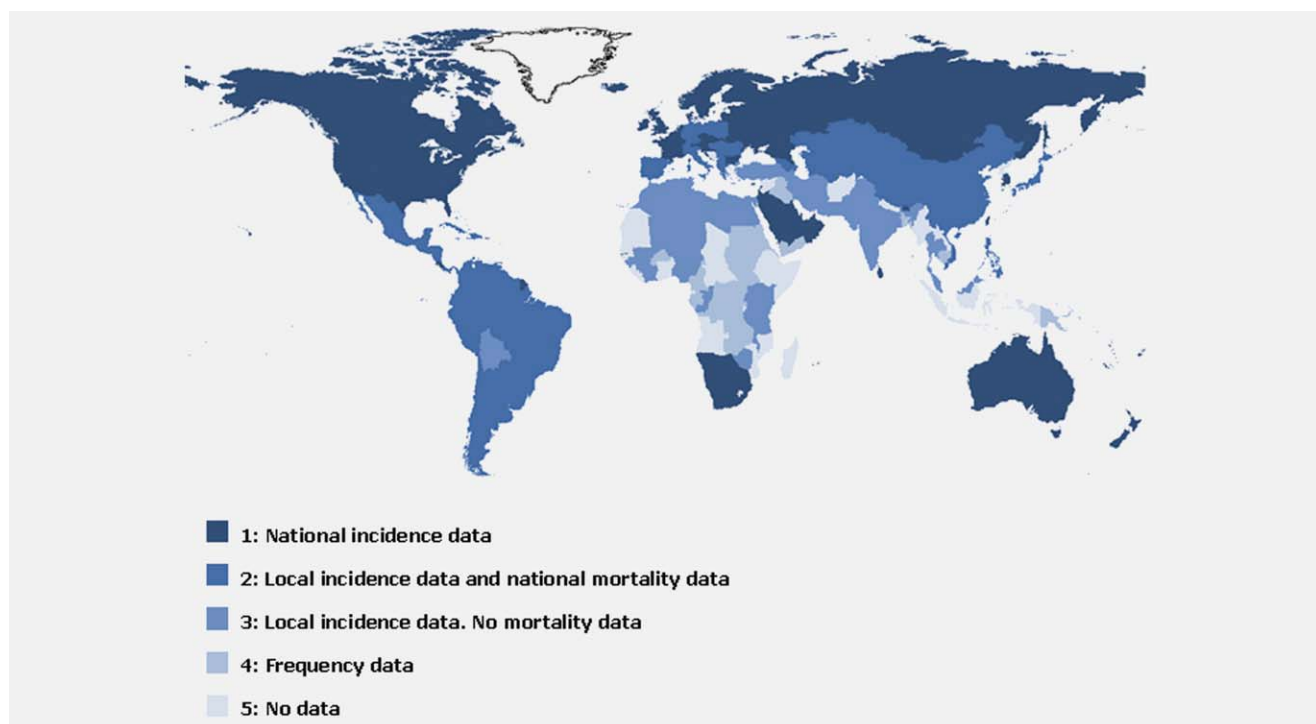 1: National incidence data
2: Local incidence data and national mortality data
3: Local incidence data. No mortality data
4: Frequency data
5: No data